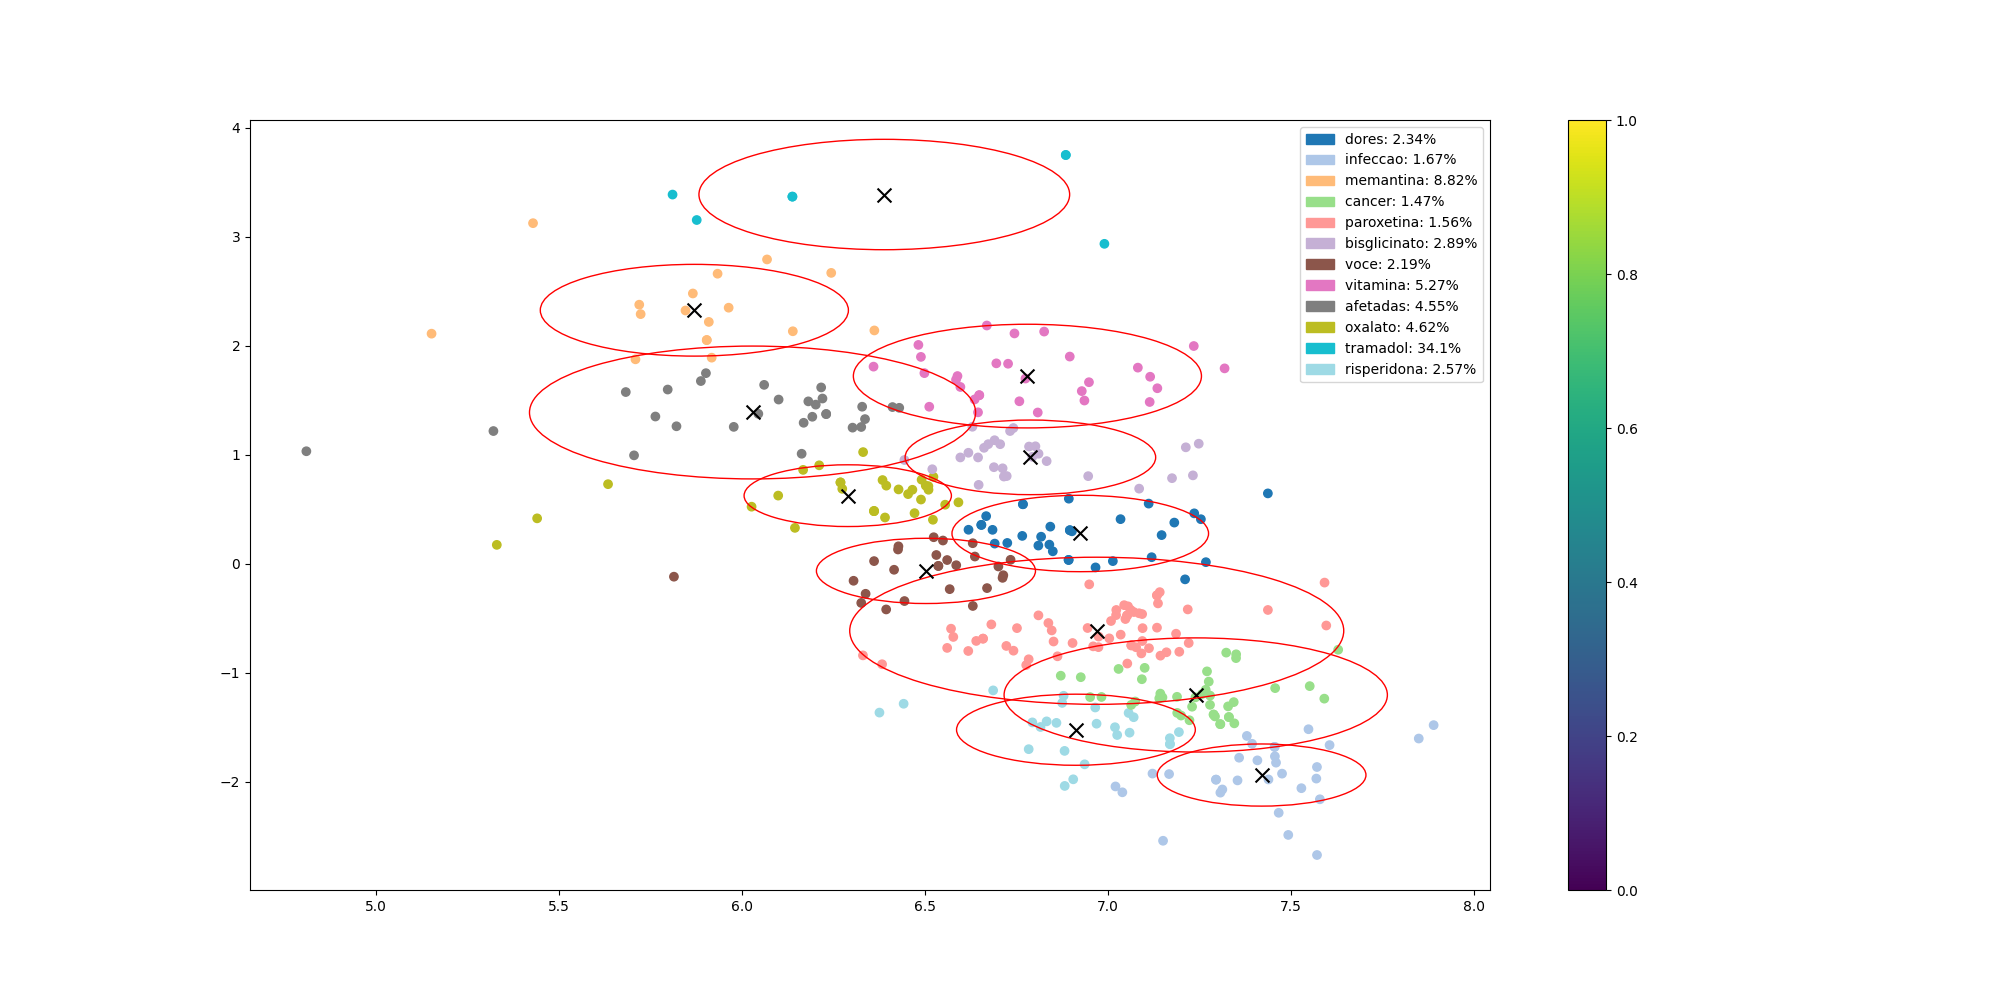 4
3
2
1
0
−1
−2
5.0 5.5 6.0 6.5 7.0 7.5 8.0
dores: 2.34%
infeccao: 1.67%
memantina: 8.82%
cancer: 1.47%
paroxetina: 1.56%
bisglicinato: 2.89%
voce: 2.19%
vitamina: 5.27%
afetadas: 4.55%
oxalato: 4.62%
tramadol: 34.1%
risperidona: 2.57%
1.0
0.8
0.6
0.4
0.2
0.0